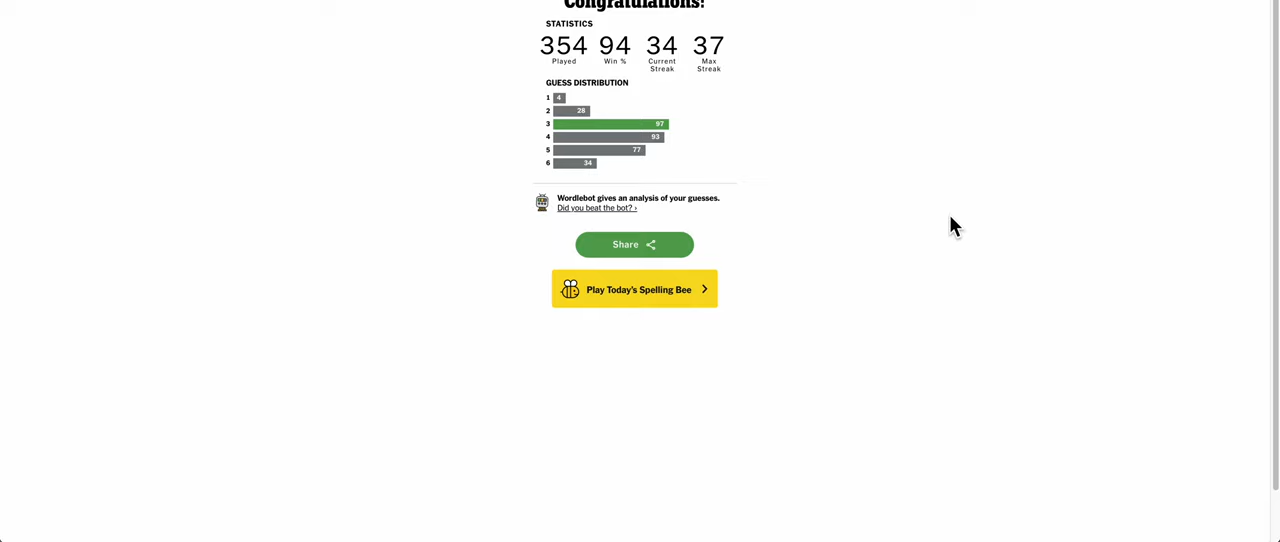 Congratulations!
STATISTICS
354 94 34 37
Played Win % Current Streak Max Streak
GUESS DISTRIBUTION
1 4
2 28
3 97
4 93
5 77
6 34
Wordlebot gives an analysis of your guesses.
Did you beat the bot? ›
Share
Play Today's Spelling Bee